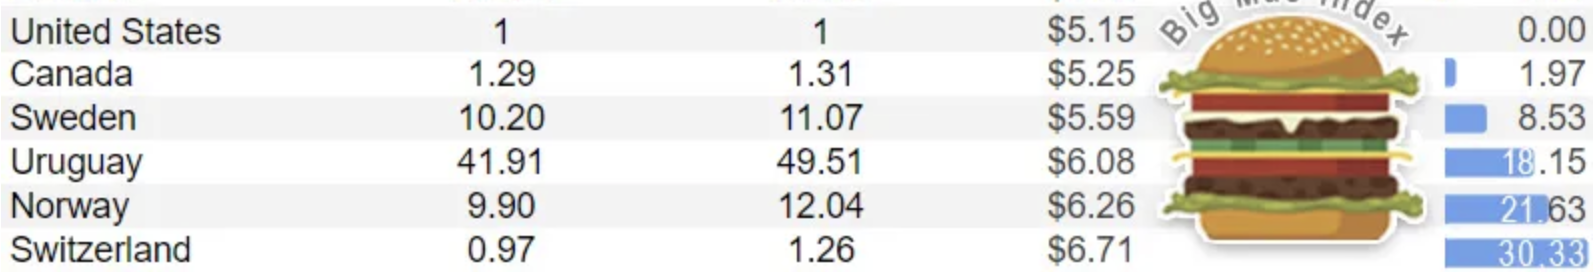 Big Mac Index
United States 1 1 $5.15 0.00
Canada 1.29 1.31 $5.25 1.97
Sweden 10.20 11.07 $5.59 8.53
Uruguay 41.91 49.51 $6.08 18.15
Norway 9.90 12.04 $6.26 21.63
Switzerland 0.97 1.26 $6.71 30.33